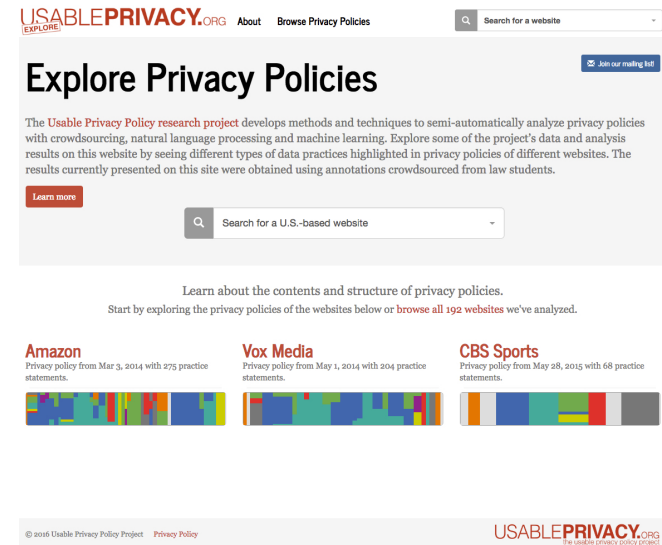 USABLEPRIVACY.ORG About Browse Privacy Policies Search for a website
EXPLORE
Join our mailing list!
Explore Privacy Policies
The Usable Privacy Policy research project develops methods and techniques to semi-automatically analyze privacy policies
with crowdsourcing, natural language processing and machine learning. Explore some of the project's data and analysis
results on this website by seeing different types of data practices highlighted in privacy policies of different websites. The
results currently presented on this site were obtained using annotations crowdsourced from law students.
Learn more
Search for a U.S.-based website
Learn about the contents and structure of privacy policies.
Start by exploring the privacy policies of the websites below or browse all 192 websites we've analyzed.
Amazon
Privacy policy from Mar 3, 2014 with 275 practice
statements.
Vox Media
Privacy policy from May 1, 2014 with 204 practice
statements.
CBS Sports
Privacy policy from May 28, 2015 with 68 practice
statements.
© 2016 Usable Privacy Policy Project Privacy Policy
USABLEPRIVACY.ORG
the usable privacy policy project